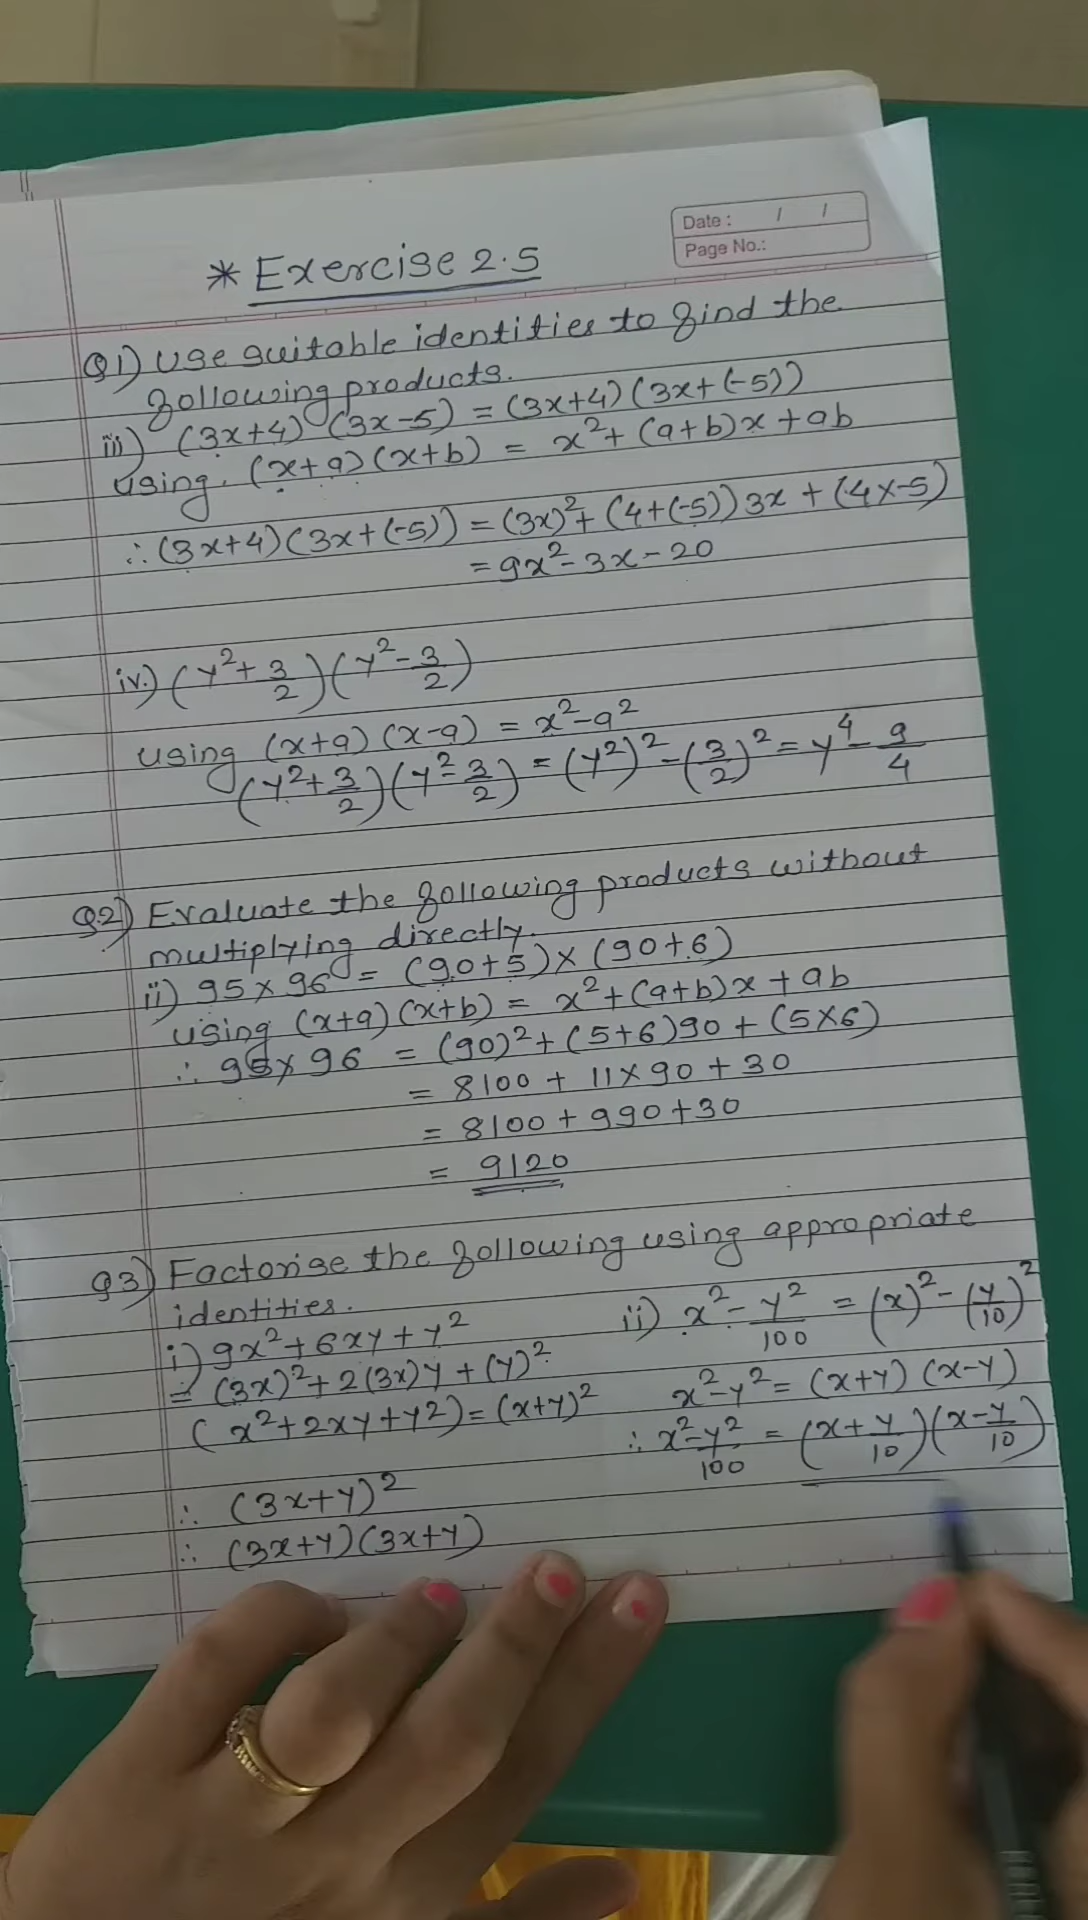 Date : / /
Page No.:
* Exercise 2.5
Q1) Use suitable identities to find the
following products.
iii) (3x+4) (3x-5) = (3x+4) (3x+(-5))
using. (x+a) (x+b) = x²+ (a+b)x + ab
∴ (3x+4) (3x+(-5)) = (3x)²+ (4+(-5)) 3x + (4x-5)
= 9x²- 3x - 20
iv.) (y²+ 3/2) (y²- 3/2)
using (x+a) (x-a) = x²-a²
(y²+ 3/2) (y²- 3/2) = (y²)² - (3/2)² = y⁴ - 9/4
Q.2) Evaluate the following products without
multiplying directly.
ii) 95 x 96 = (90+5) x (90+6)
using (x+a) (x+b) = x²+(a+b)x + ab
∴ 95 x 96 = (90)²+ (5+6)90 + (5x6)
= 8100 + 11x90 + 30
= 8100 + 990 + 30
= 9120
Q3) Factorise the following using appropriate
identities.
i) 9x²+ 6xy + y²
= (3x)²+ 2(3x)y + (y)²
( x²+2xy+y2) = (x+y)²
∴ (3x+y)²
∴ (3x+y) (3x+y)
ii) x²- y²/100 = (x)² - (y/10)²
x²-y² = (x+y) (x-y)
∴ x²-y²/100 = (x+ y/10) (x-y/10)